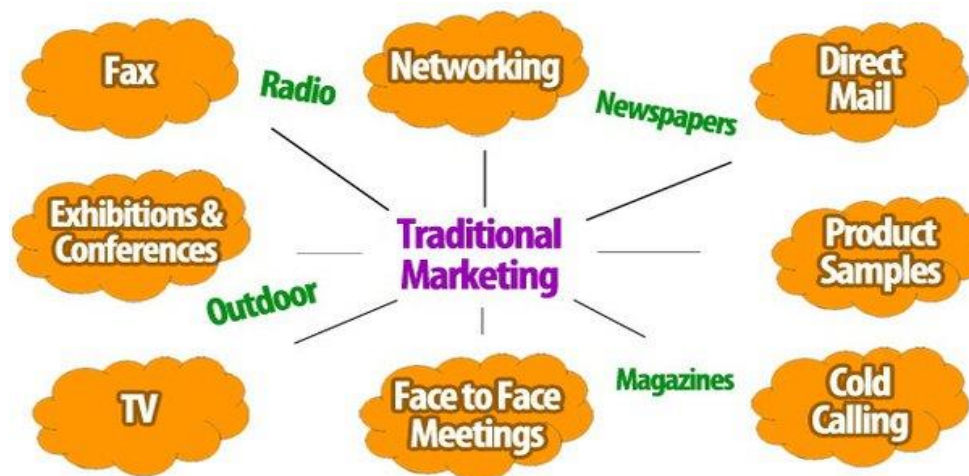 Fax
Radio
Networking
Newspapers
Direct
Mail
Exhibitions &
Conferences
Traditional
Marketing
Product
Samples
Outdoor
TV
Face to Face
Meetings
Magazines
Cold
Calling